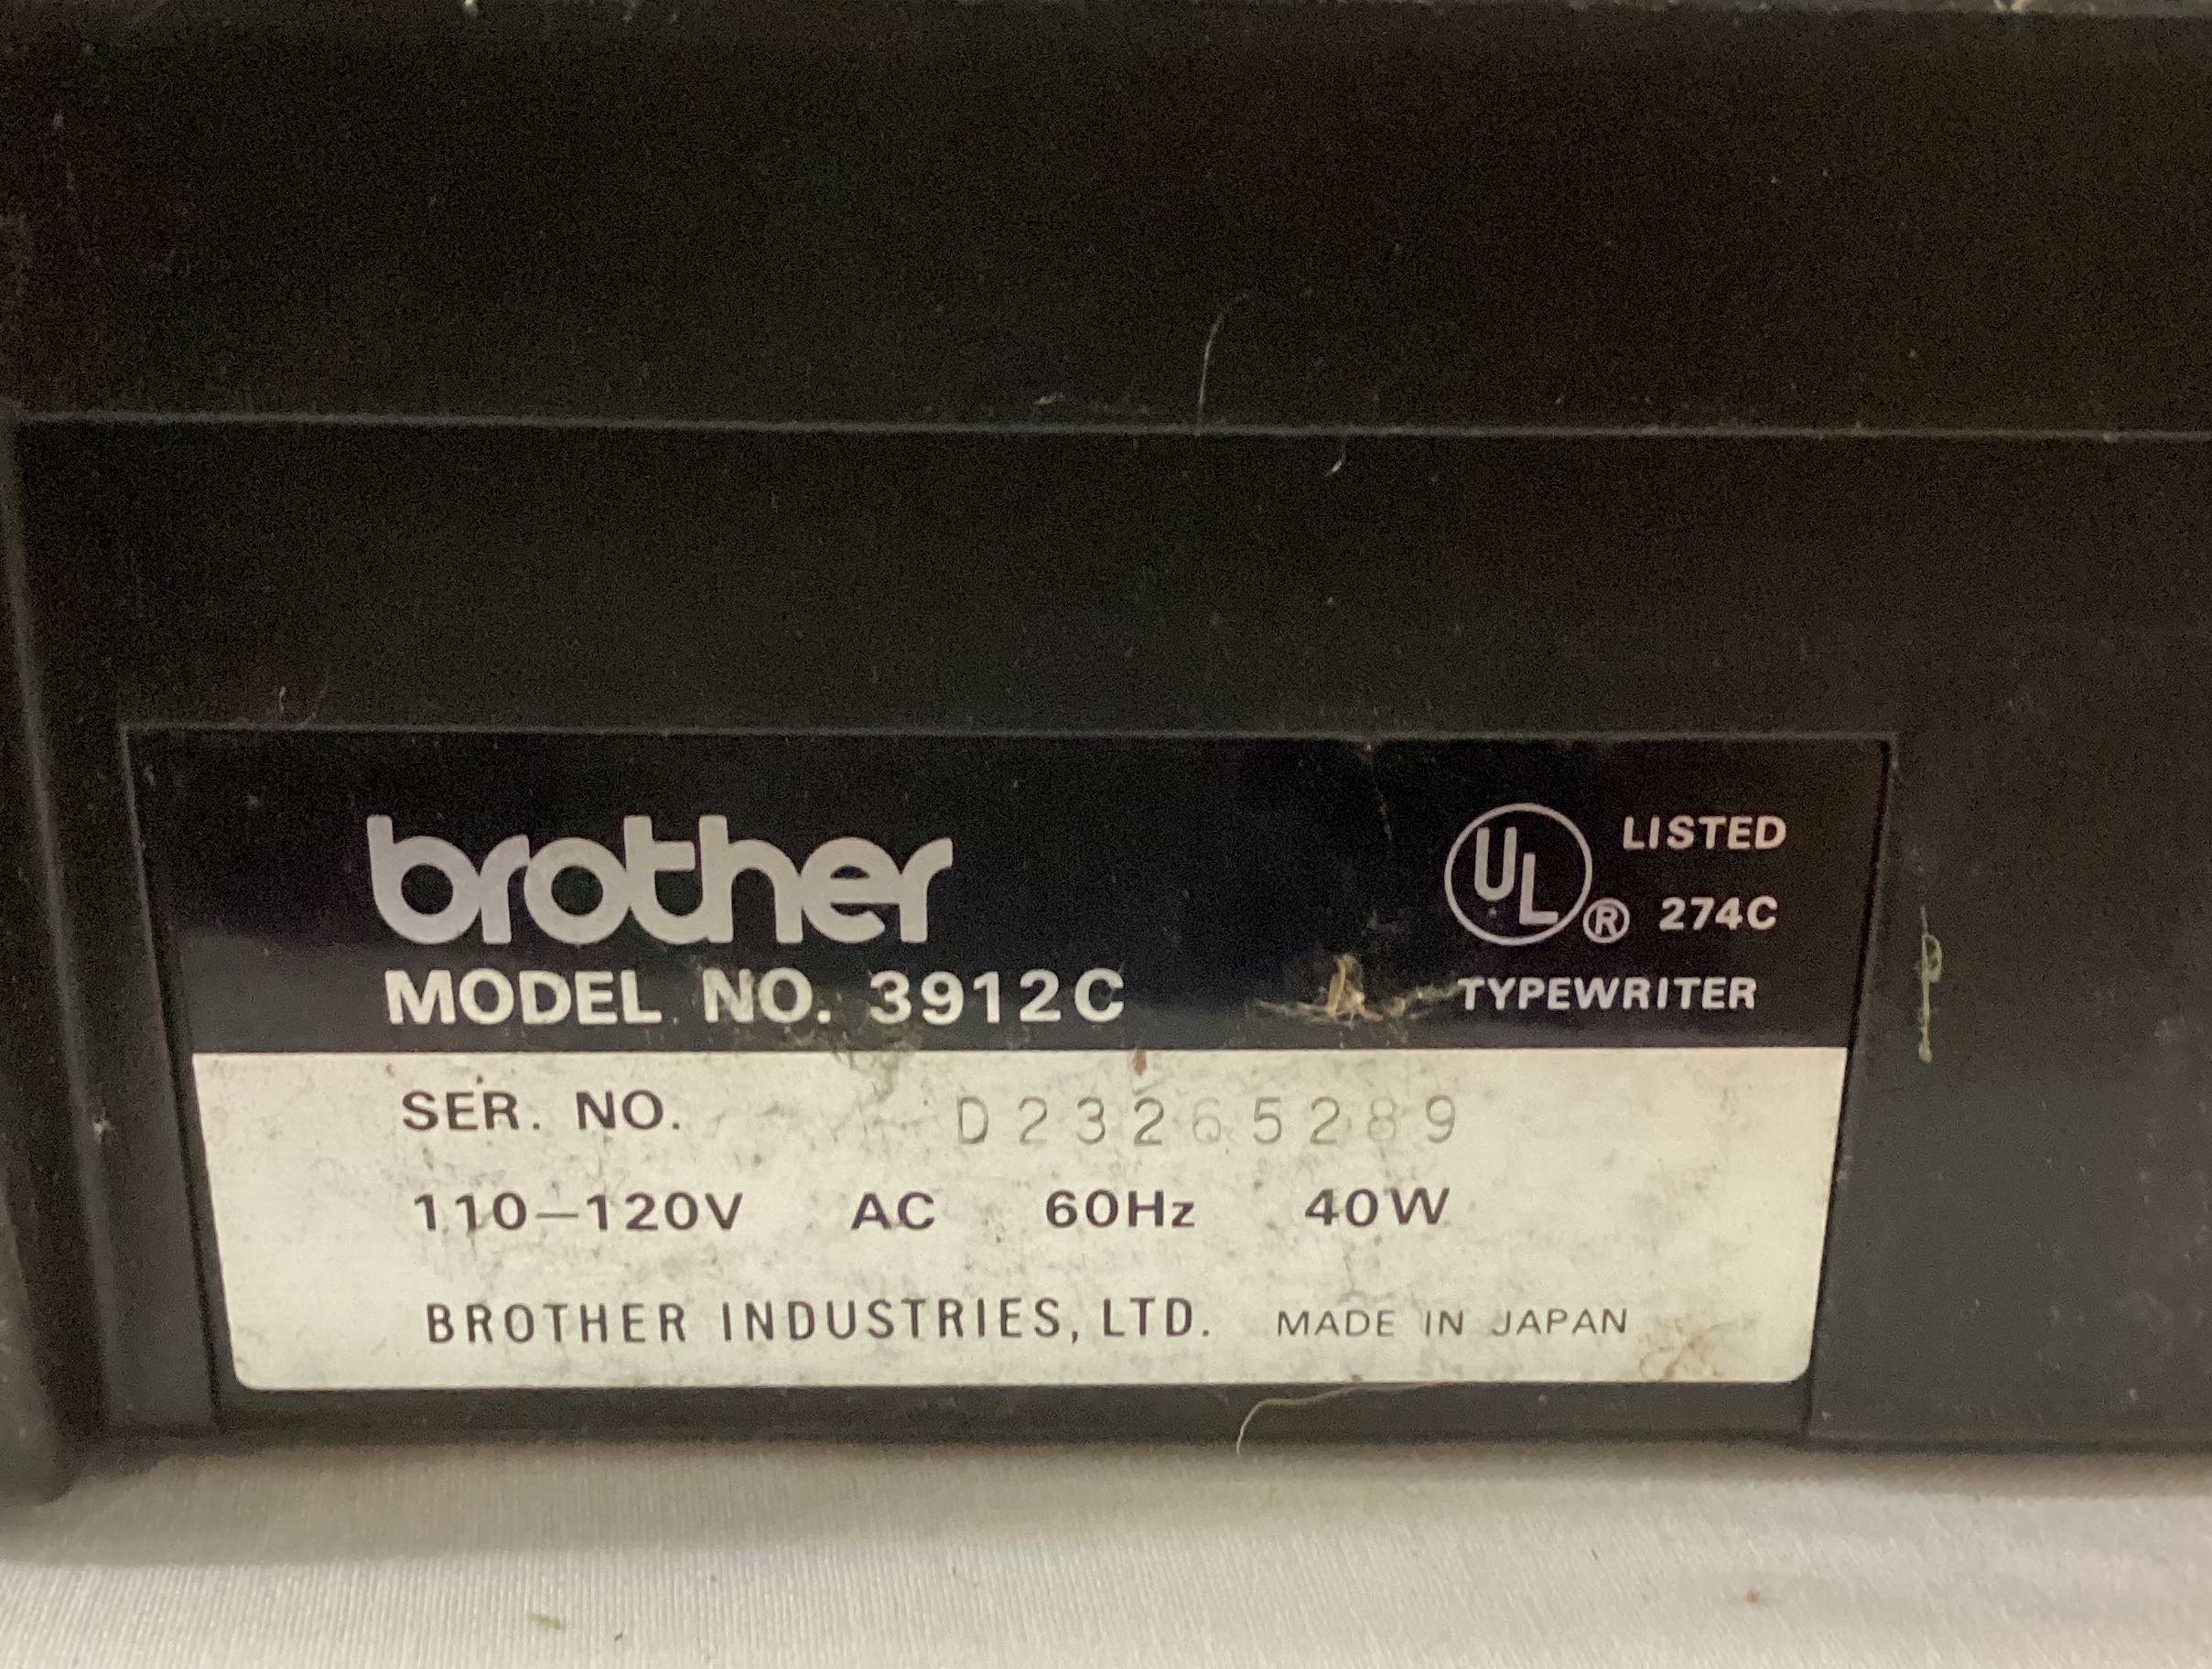 brother
UL ® LISTED
274C
MODEL NO. 3912C TYPEWRITER
SER. NO. D23265289
110–120V AC 60Hz 40W
BROTHER INDUSTRIES, LTD. MADE IN JAPAN